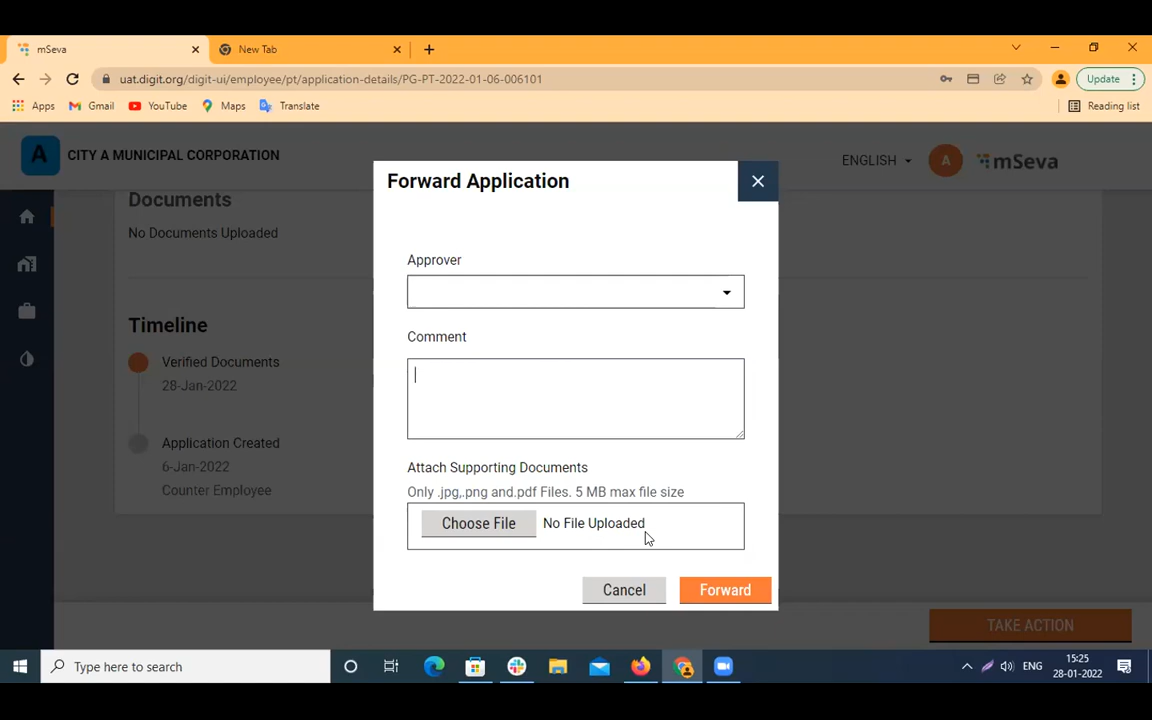 mSeva
New Tab
uat.digit.org/digit-ui/employee/pt/application-details/PG-PT-2022-01-06-006101
Update
Apps Gmail YouTube Maps Translate Reading list
A CITY A MUNICIPAL CORPORATION
ENGLISH A mSeva
Forward Application
Documents
No Documents Uploaded
Approver
Timeline
Comment
Verified Documents
28-Jan-2022
Application Created
6-Jan-2022
Counter Employee
Attach Supporting Documents
Only .jpg,.png and.pdf Files. 5 MB max file size
Choose File No File Uploaded
Cancel Forward
TAKE ACTION
Type here to search
ENG
15:25
28-01-2022